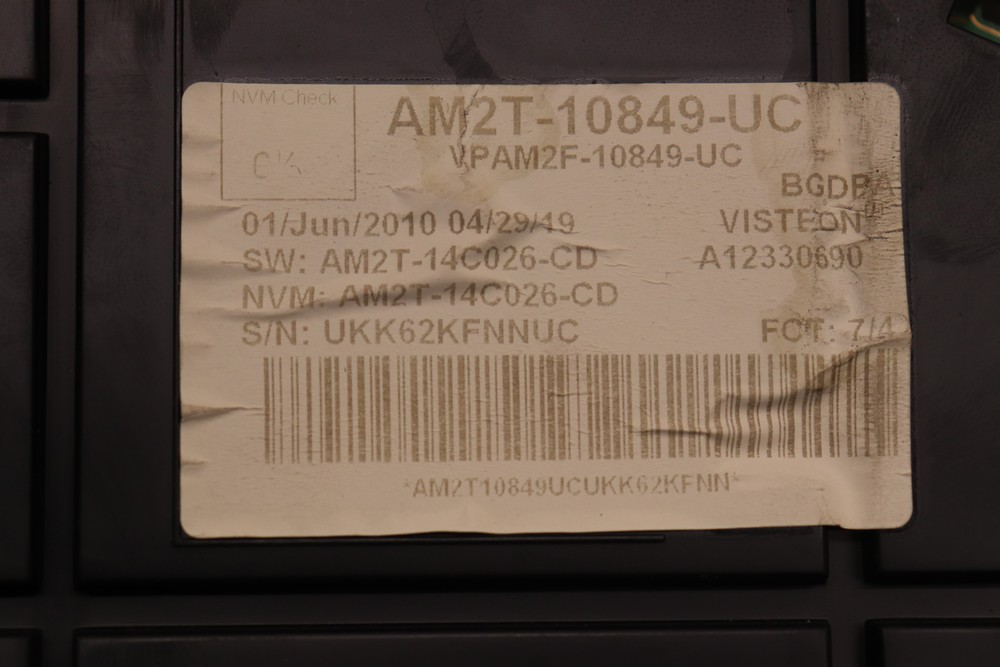 NVM Check
AM2T-10849-UC
VPAM2F-10849-UC
BGDBA
01/Jun/2010 04/29/49
VISTEON
SW: AM2T-14C026-CD
A12330690
NVM: AM2T-14C026-CD
S/N: UKK62KFNNUC
FCT: 7/4
*AM2T10849UCUKK62KFNN*